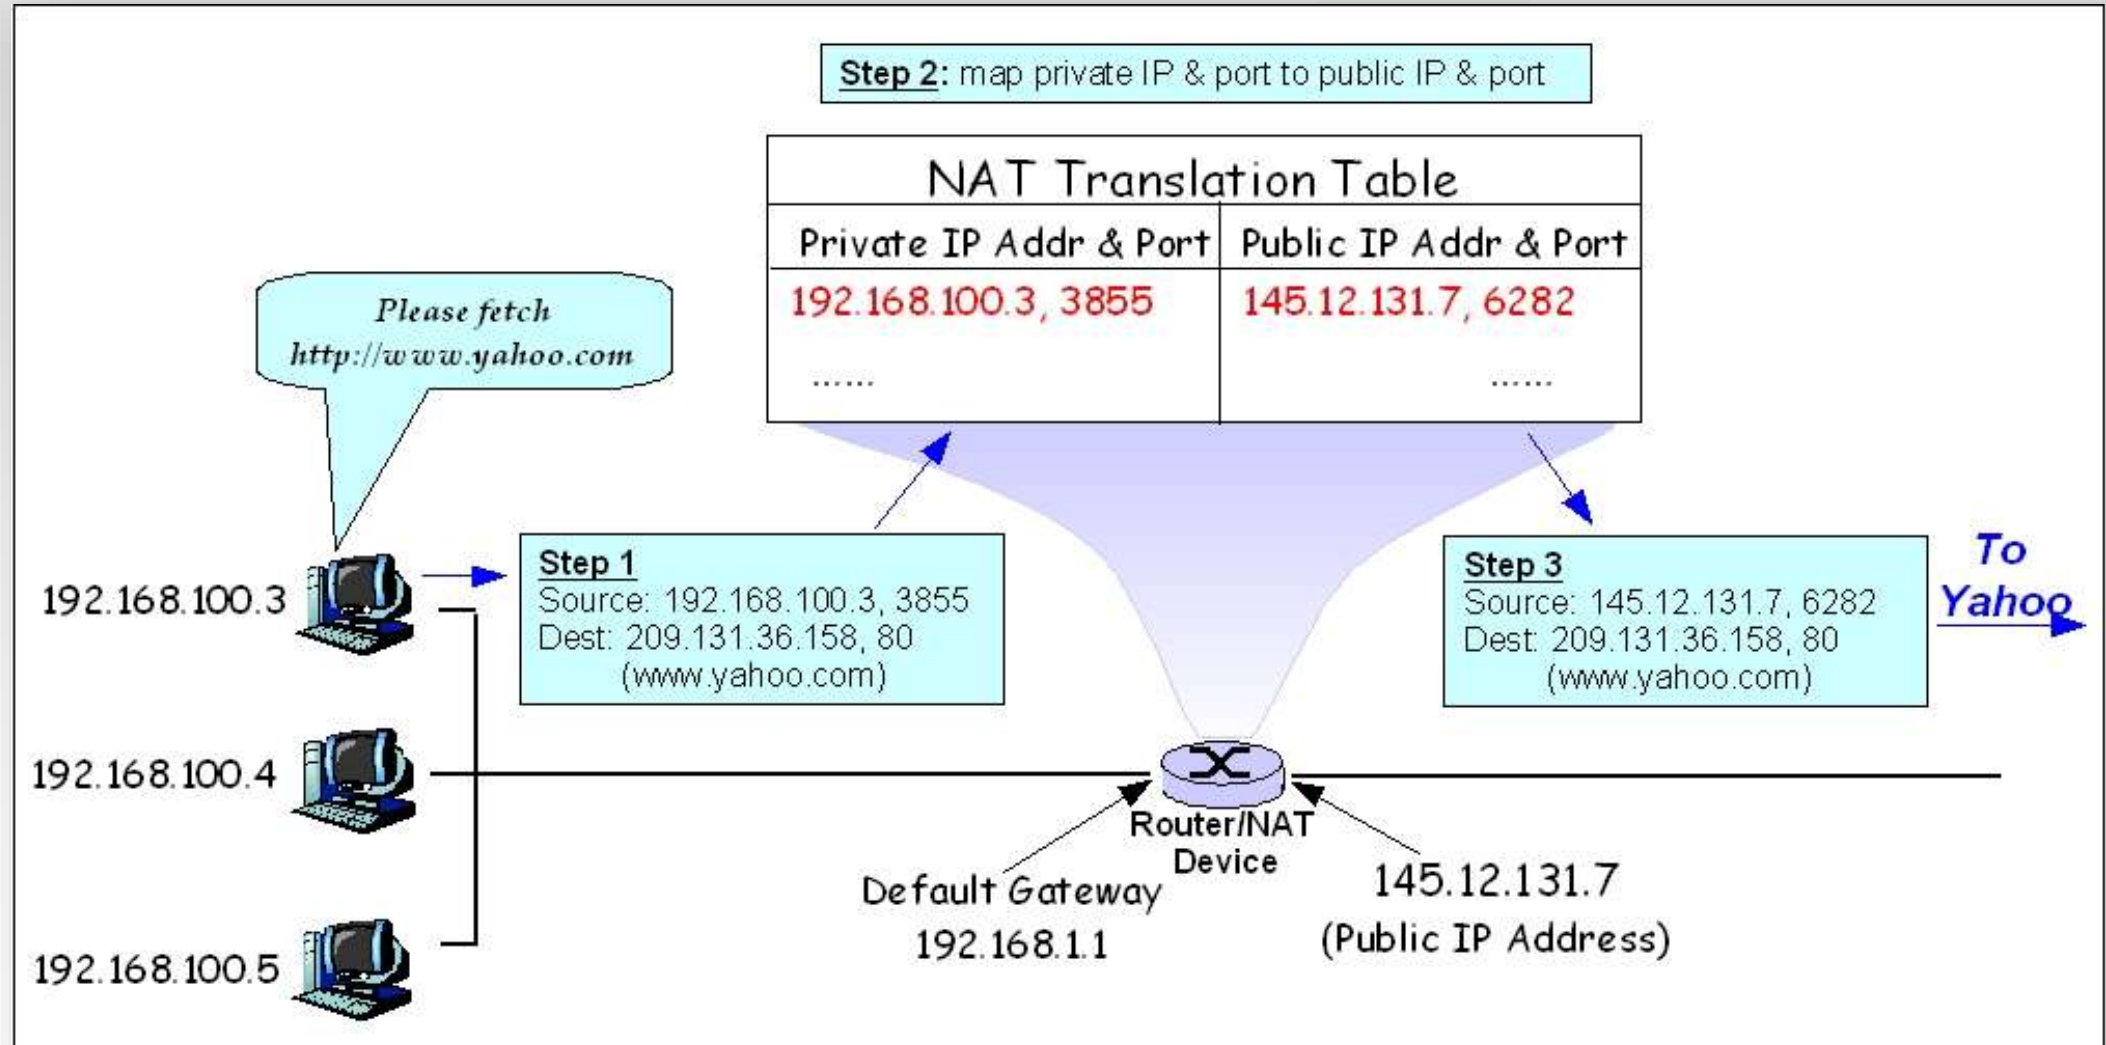 Step 2: map private IP & port to public IP & port
NAT Translation Table
Private IP Addr & Port Public IP Addr & Port
192.168.100.3, 3855 145.12.131.7, 6282
...... ......
Please fetch
http://www.yahoo.com
Step 1
Source: 192.168.100.3, 3855
Dest: 209.131.36.158, 80
(www.yahoo.com)
Step 3
Source: 145.12.131.7, 6282
Dest: 209.131.36.158, 80
(www.yahoo.com)
To
Yahoo
192.168.100.3
192.168.100.4
192.168.100.5
Router/NAT
Device
Default Gateway
192.168.1.1
145.12.131.7
(Public IP Address)